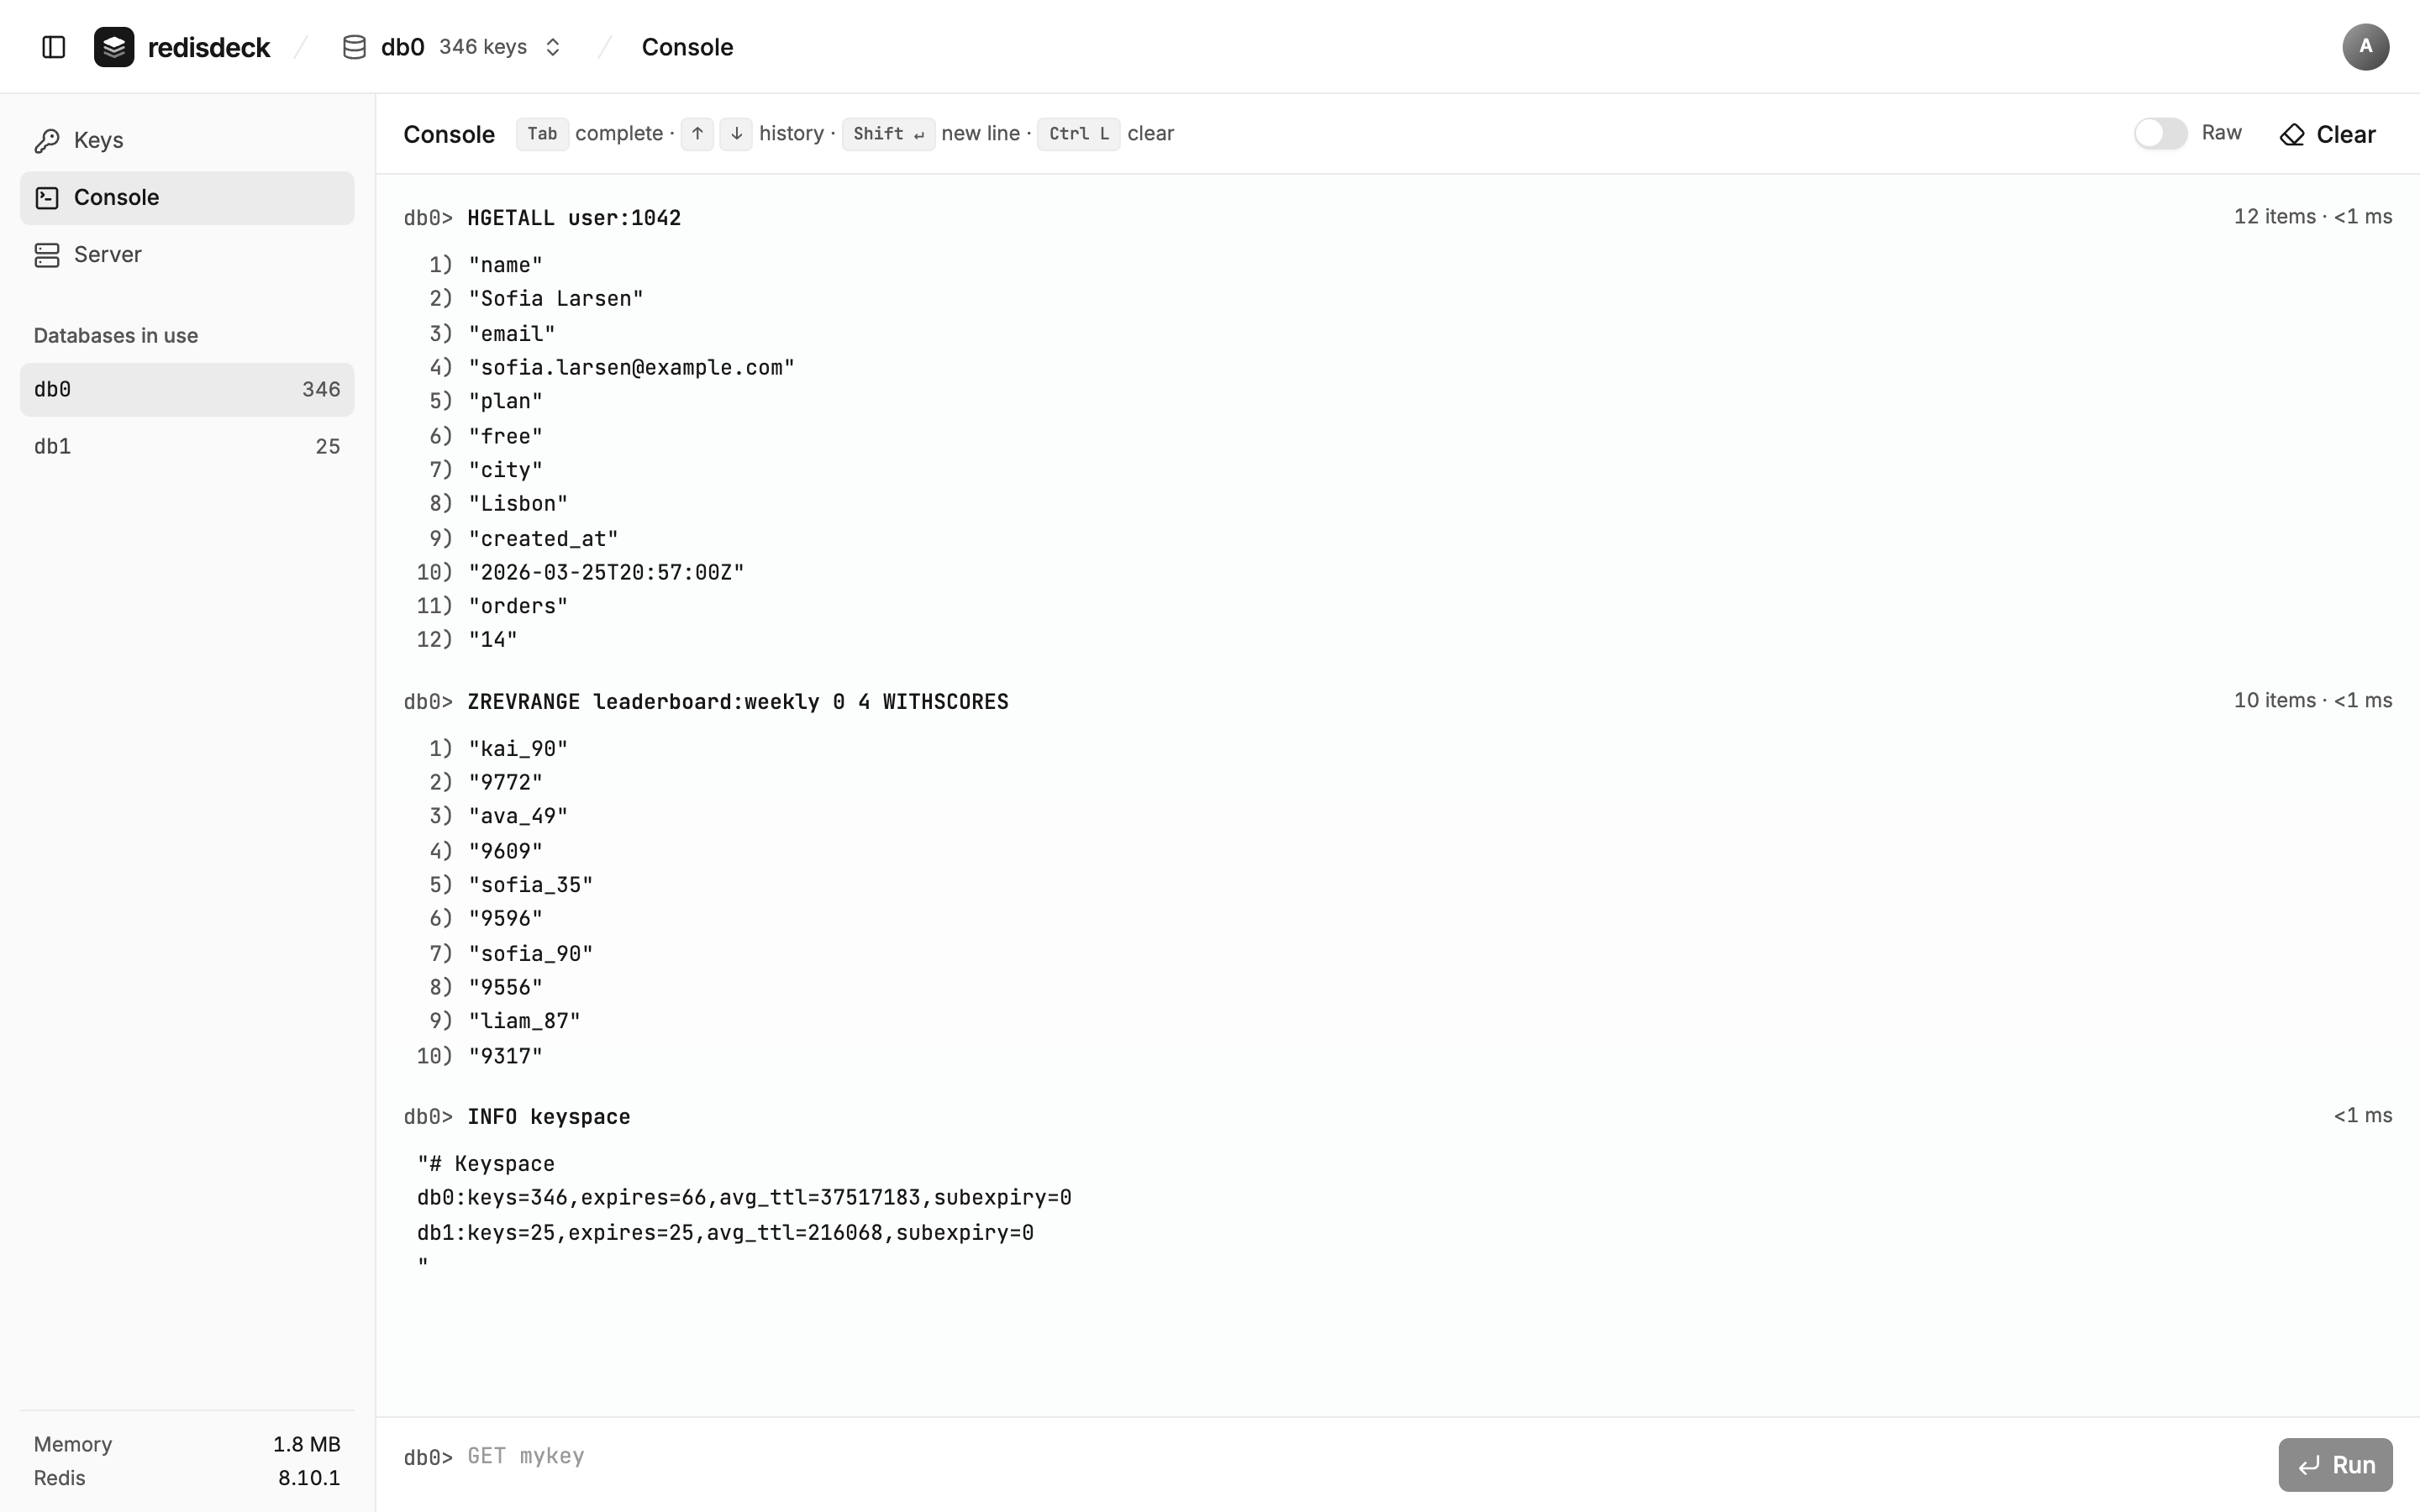 redisdeck / db0 346 keys / Console
A
Keys
Console
Server
Databases in use
db0 346
db1 25
Memory 1.8 MB
Redis 8.10.1
Console Tab complete · ↑ ↓ history · Shift ↵ new line · Ctrl L clear
Raw Clear
db0> HGETALL user:1042 12 items · <1 ms
1) "name"
2) "Sofia Larsen"
3) "email"
4) "sofia.larsen@example.com"
5) "plan"
6) "free"
7) "city"
8) "Lisbon"
9) "created_at"
10) "2026-03-25T20:57:00Z"
11) "orders"
12) "14"
db0> ZREVRANGE leaderboard:weekly 0 4 WITHSCORES 10 items · <1 ms
1) "kai_90"
2) "9772"
3) "ava_49"
4) "9609"
5) "sofia_35"
6) "9596"
7) "sofia_90"
8) "9556"
9) "liam_87"
10) "9317"
db0> INFO keyspace <1 ms
"# Keyspace
db0:keys=346,expires=66,avg_ttl=37517183,subexpiry=0
db1:keys=25,expires=25,avg_ttl=216068,subexpiry=0
"
db0> GET mykey
Run